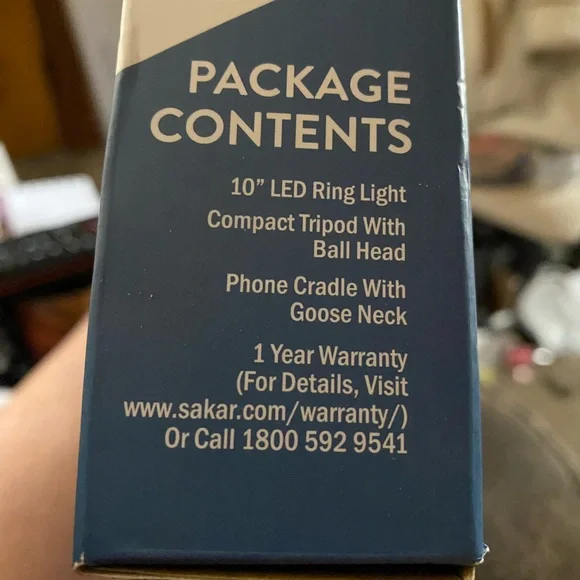 PACKAGE
CONTENTS
10" LED Ring Light
Compact Tripod With
Ball Head
Phone Cradle With
Goose Neck
1 Year Warranty
(For Details, Visit
www.sakar.com/warranty/)
Or Call 1800 592 9541